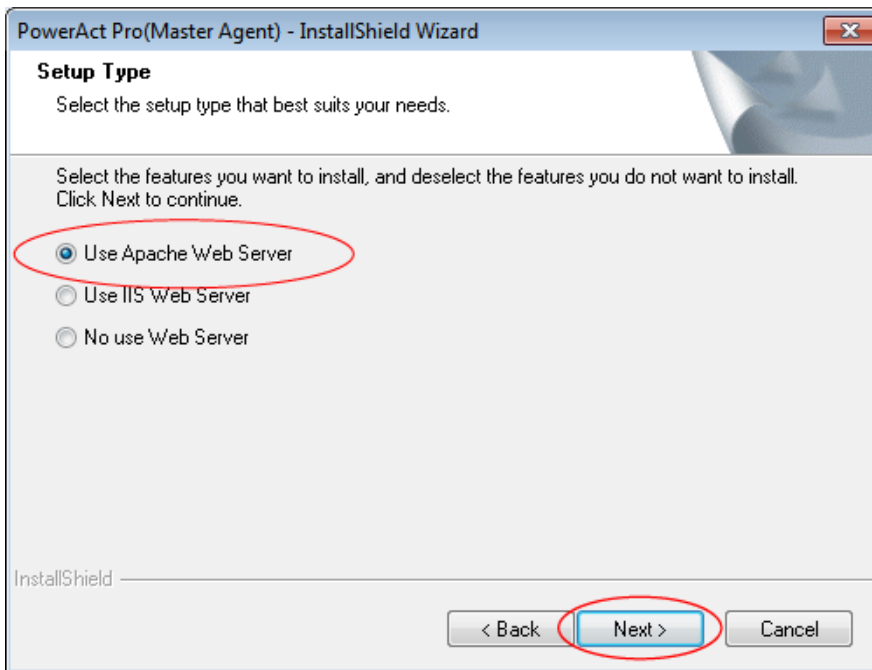 PowerAct Pro(Master Agent) - InstallShield Wizard
Setup Type
Select the setup type that best suits your needs.
Select the features you want to install, and deselect the features you do not want to install.
Click Next to continue.
Use Apache Web Server
Use IIS Web Server
No use Web Server
InstallShield
< Back Next > Cancel